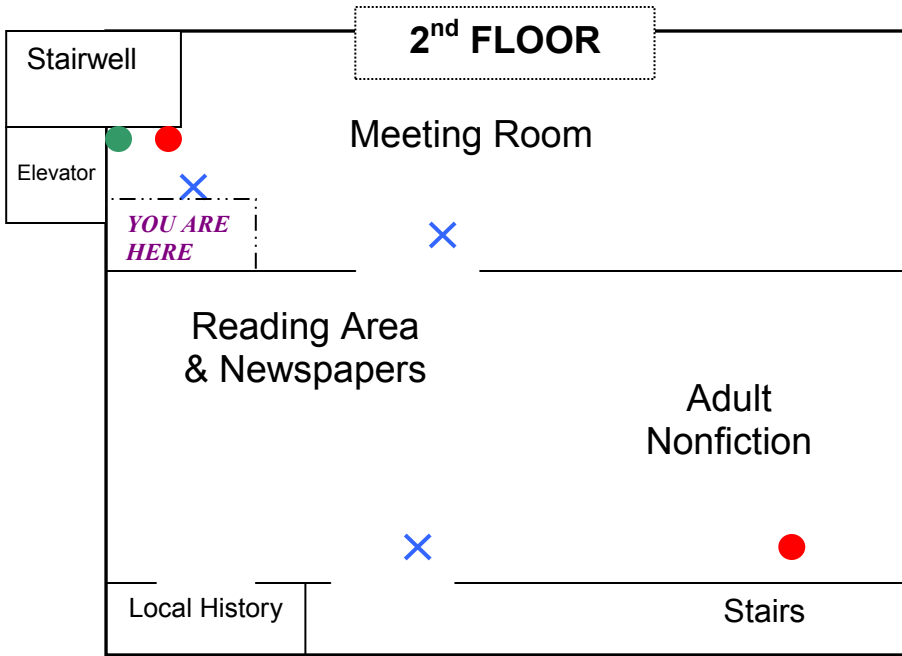 2nd FLOOR
Stairwell
Meeting Room
Elevator
YOU ARE
HERE
Reading Area
& Newspapers
Adult
Nonfiction
Local History
Stairs